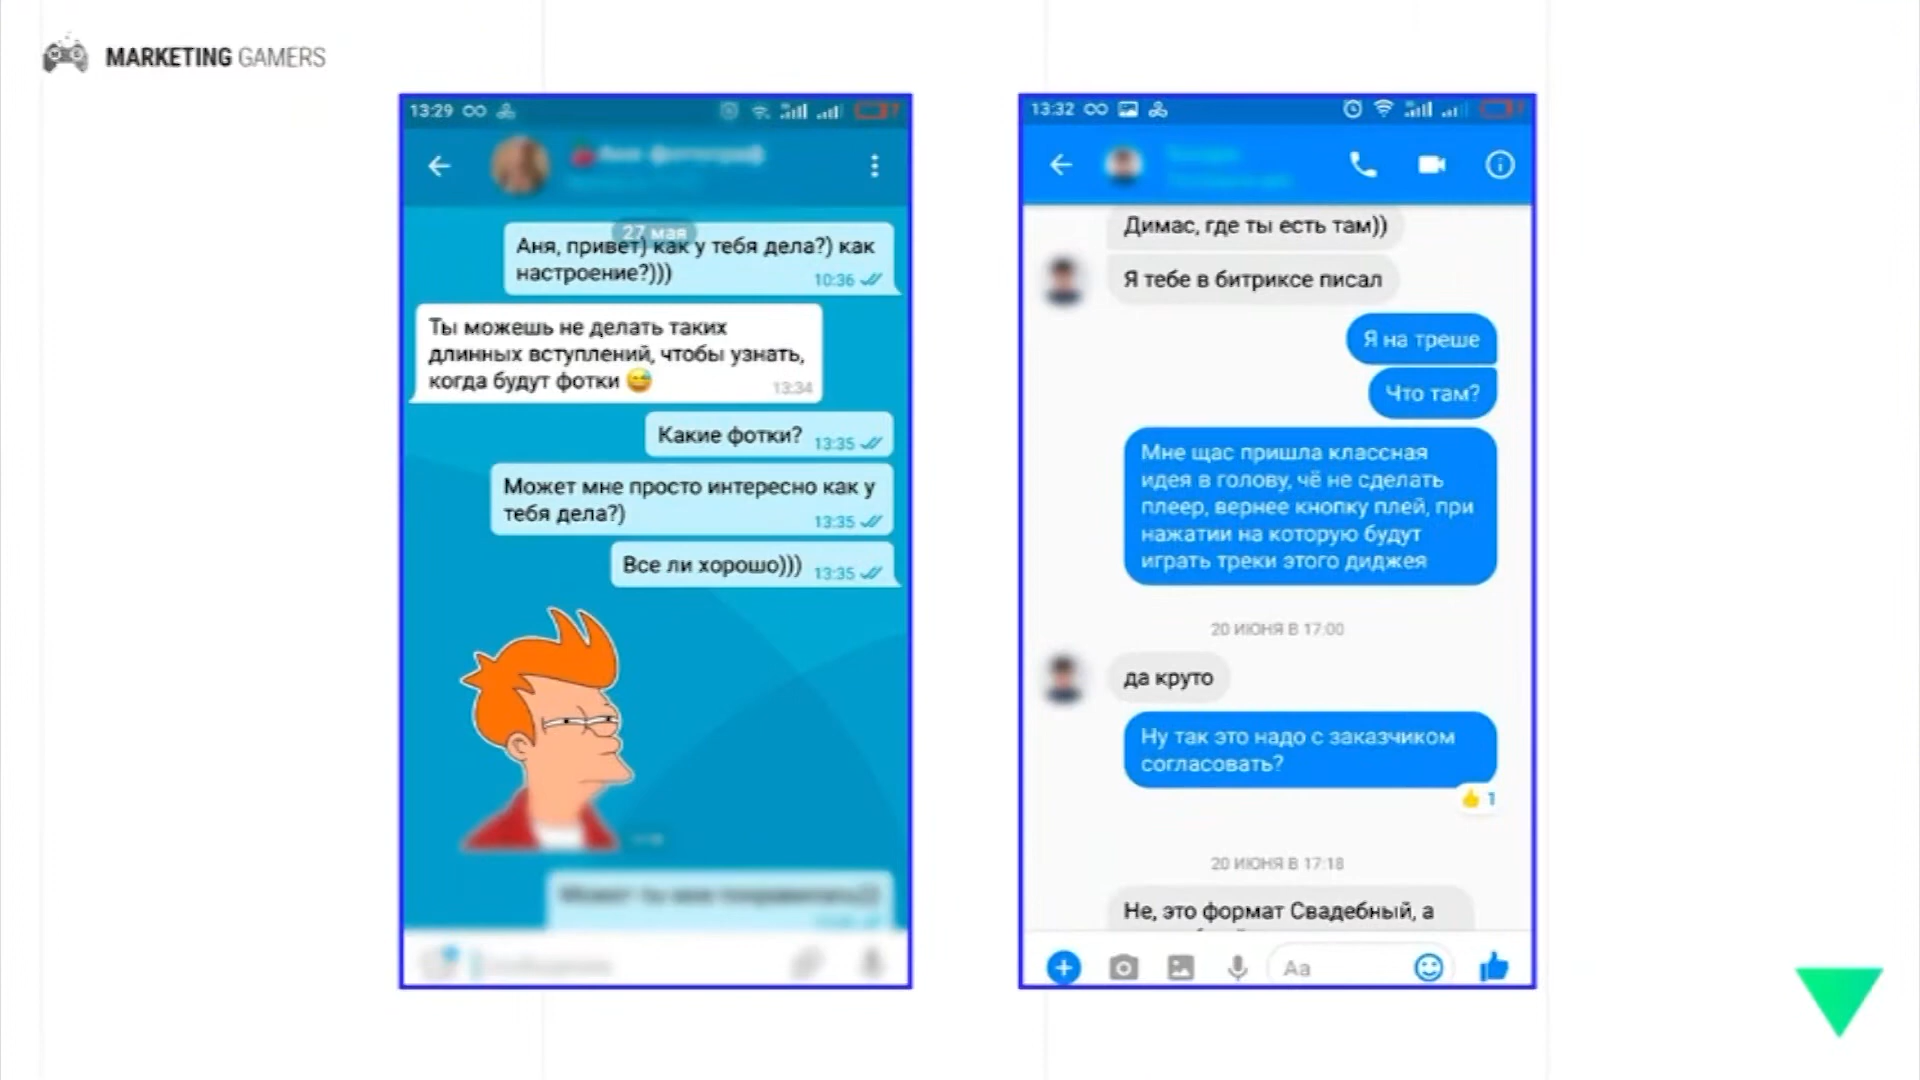 MARKETING GAMERS
13:29
27 мая
Аня, привет) как у тебя дела?) как
настроение?)))
10:36
Ты можешь не делать таких
длинных вступлений, чтобы узнать,
когда будут фотки 😅
13:34
Какие фотки?
13:35
Может мне просто интересно как у
тебя дела?)
13:35
Все ли хорошо)))
13:35
13:32
Димас, где ты есть там))
Я тебе в битриксе писал
Я на треше
Что там?
Мне щас пришла классная
идея в голову, чё не сделать
плеер, вернее кнопку плей, при
нажатии на которую будут
играть треки этого диджея
20 ИЮНЯ В 17:00
да круто
Ну так это надо с заказчиком
согласовать?
1
20 ИЮНЯ В 17:18
Не, это формат Свадебный, а
Aa